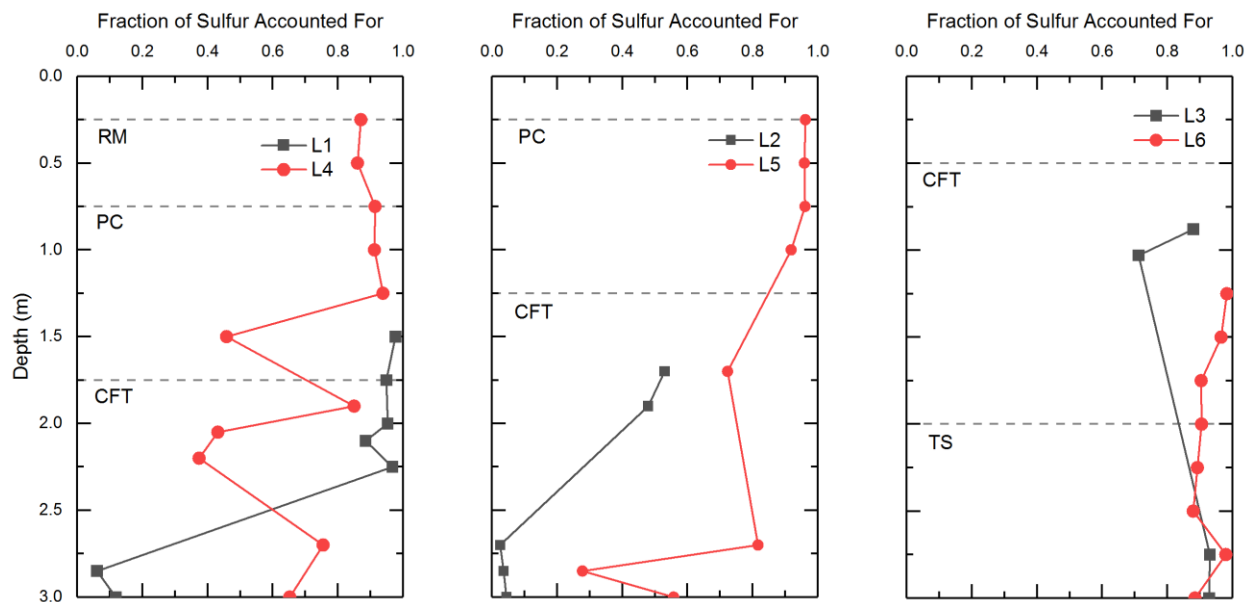 Fraction of Sulfur Accounted For
0.0 0.2 0.4 0.6 0.8 1.0
0.0
0.5
1.0
1.5
2.0
2.5
3.0
Depth (m)
RM
L1
L4
PC
CFT
Fraction of Sulfur Accounted For
0.0 0.2 0.4 0.6 0.8 1.0
PC
L2
L5
CFT
Fraction of Sulfur Accounted For
0.0 0.2 0.4 0.6 0.8 1.0
L3
L6
CFT
TS